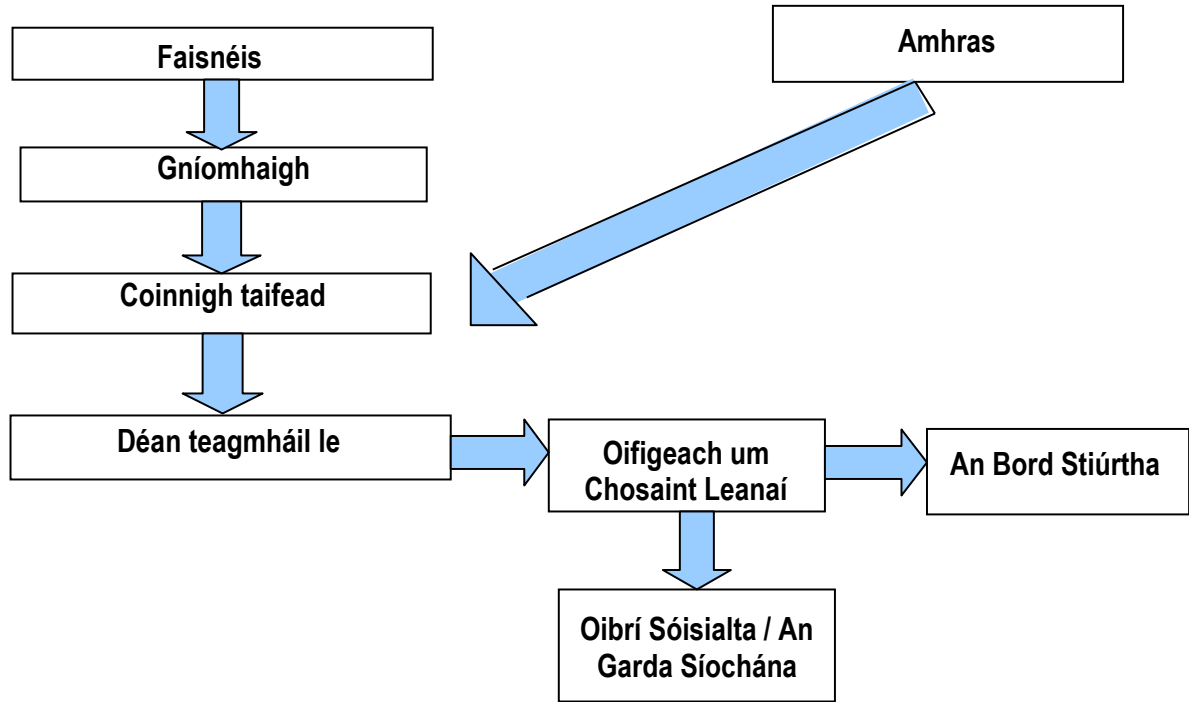 Faisnéis
Amhras
Gníomhaigh
Coinnigh taifead
Déan teagmháil le
Oifigeach um
Chosaint Leanaí
An Bord Stiúrtha
Oibrí Sóisialta / An
Garda Síochána